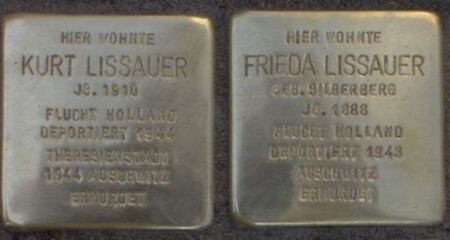 HIER WOHNTE
KURT LISSAUER
JG. 1910
FLUCHT HOLLAND
DEPORTIERT 1944
THERESIENSTADT
1944 AUSCHWITZ
ERMORDET
HIER WOHNTE
FRIEDA LISSAUER
GEB. SILBERBERG
JG. 1888
FLUCHT HOLLAND
DEPORTIERT 1943
AUSCHWITZ
ERMORDET